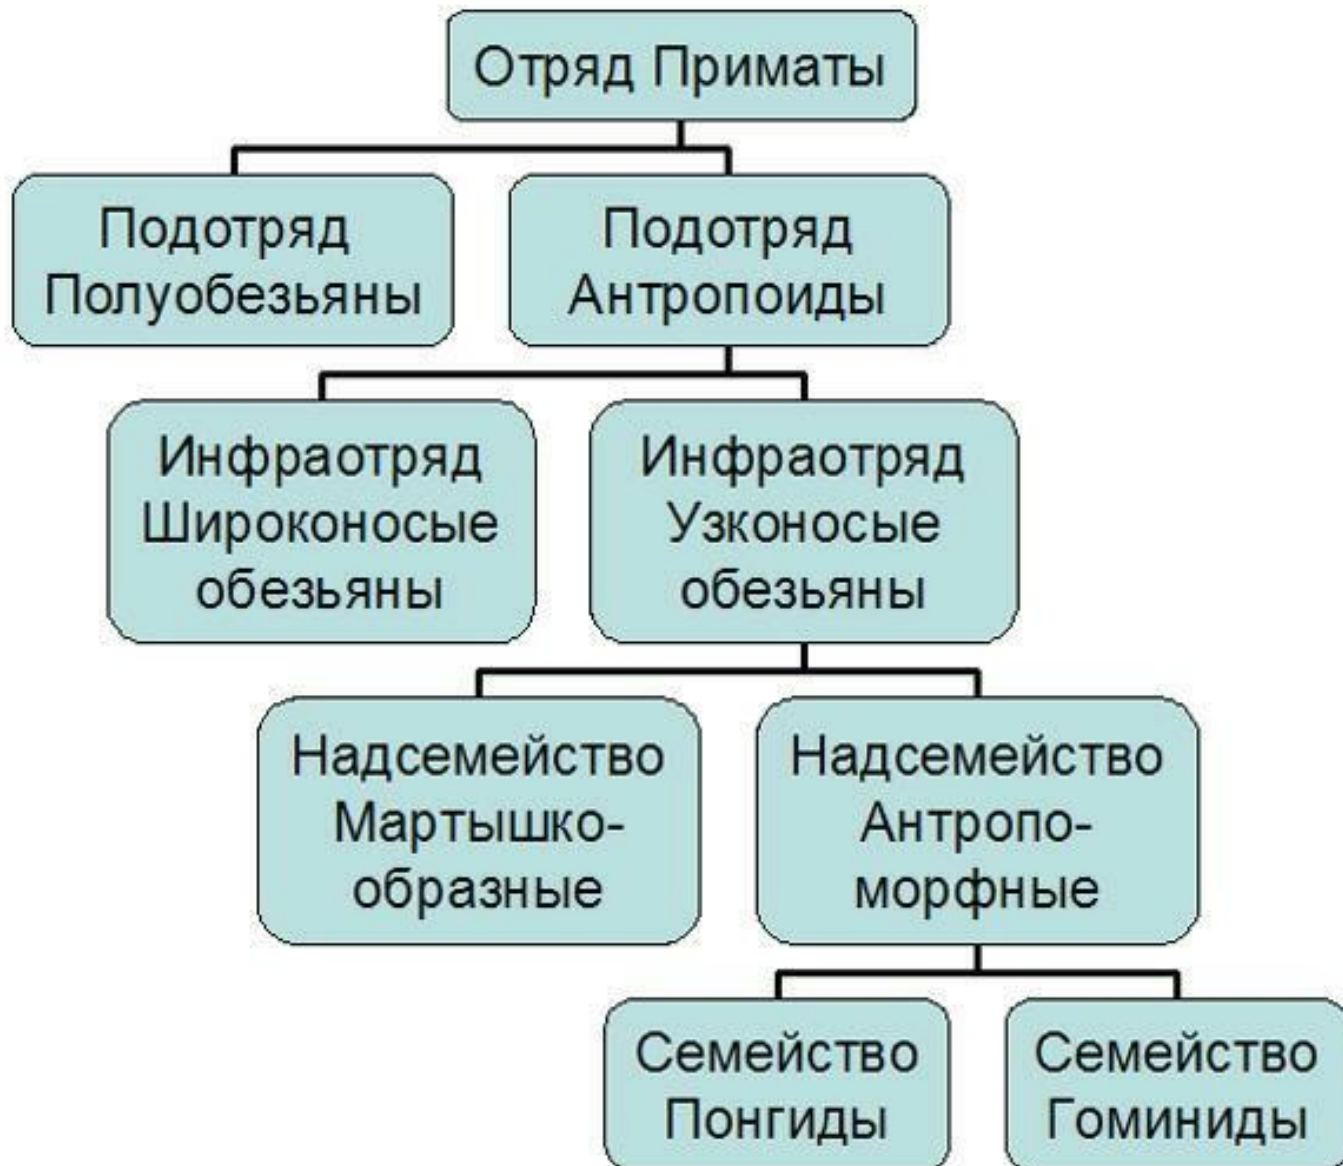 Отряд Приматы
Подотряд
Полуобезьяны
Подотряд
Антропоиды
Инфраотряд
Широконосые
обезьяны
Инфраотряд
Узконосые
обезьяны
Надсемейство
Мартышко-
образные
Надсемейство
Антропо-
морфные
Семейство
Понгиды
Семейство
Гоминиды